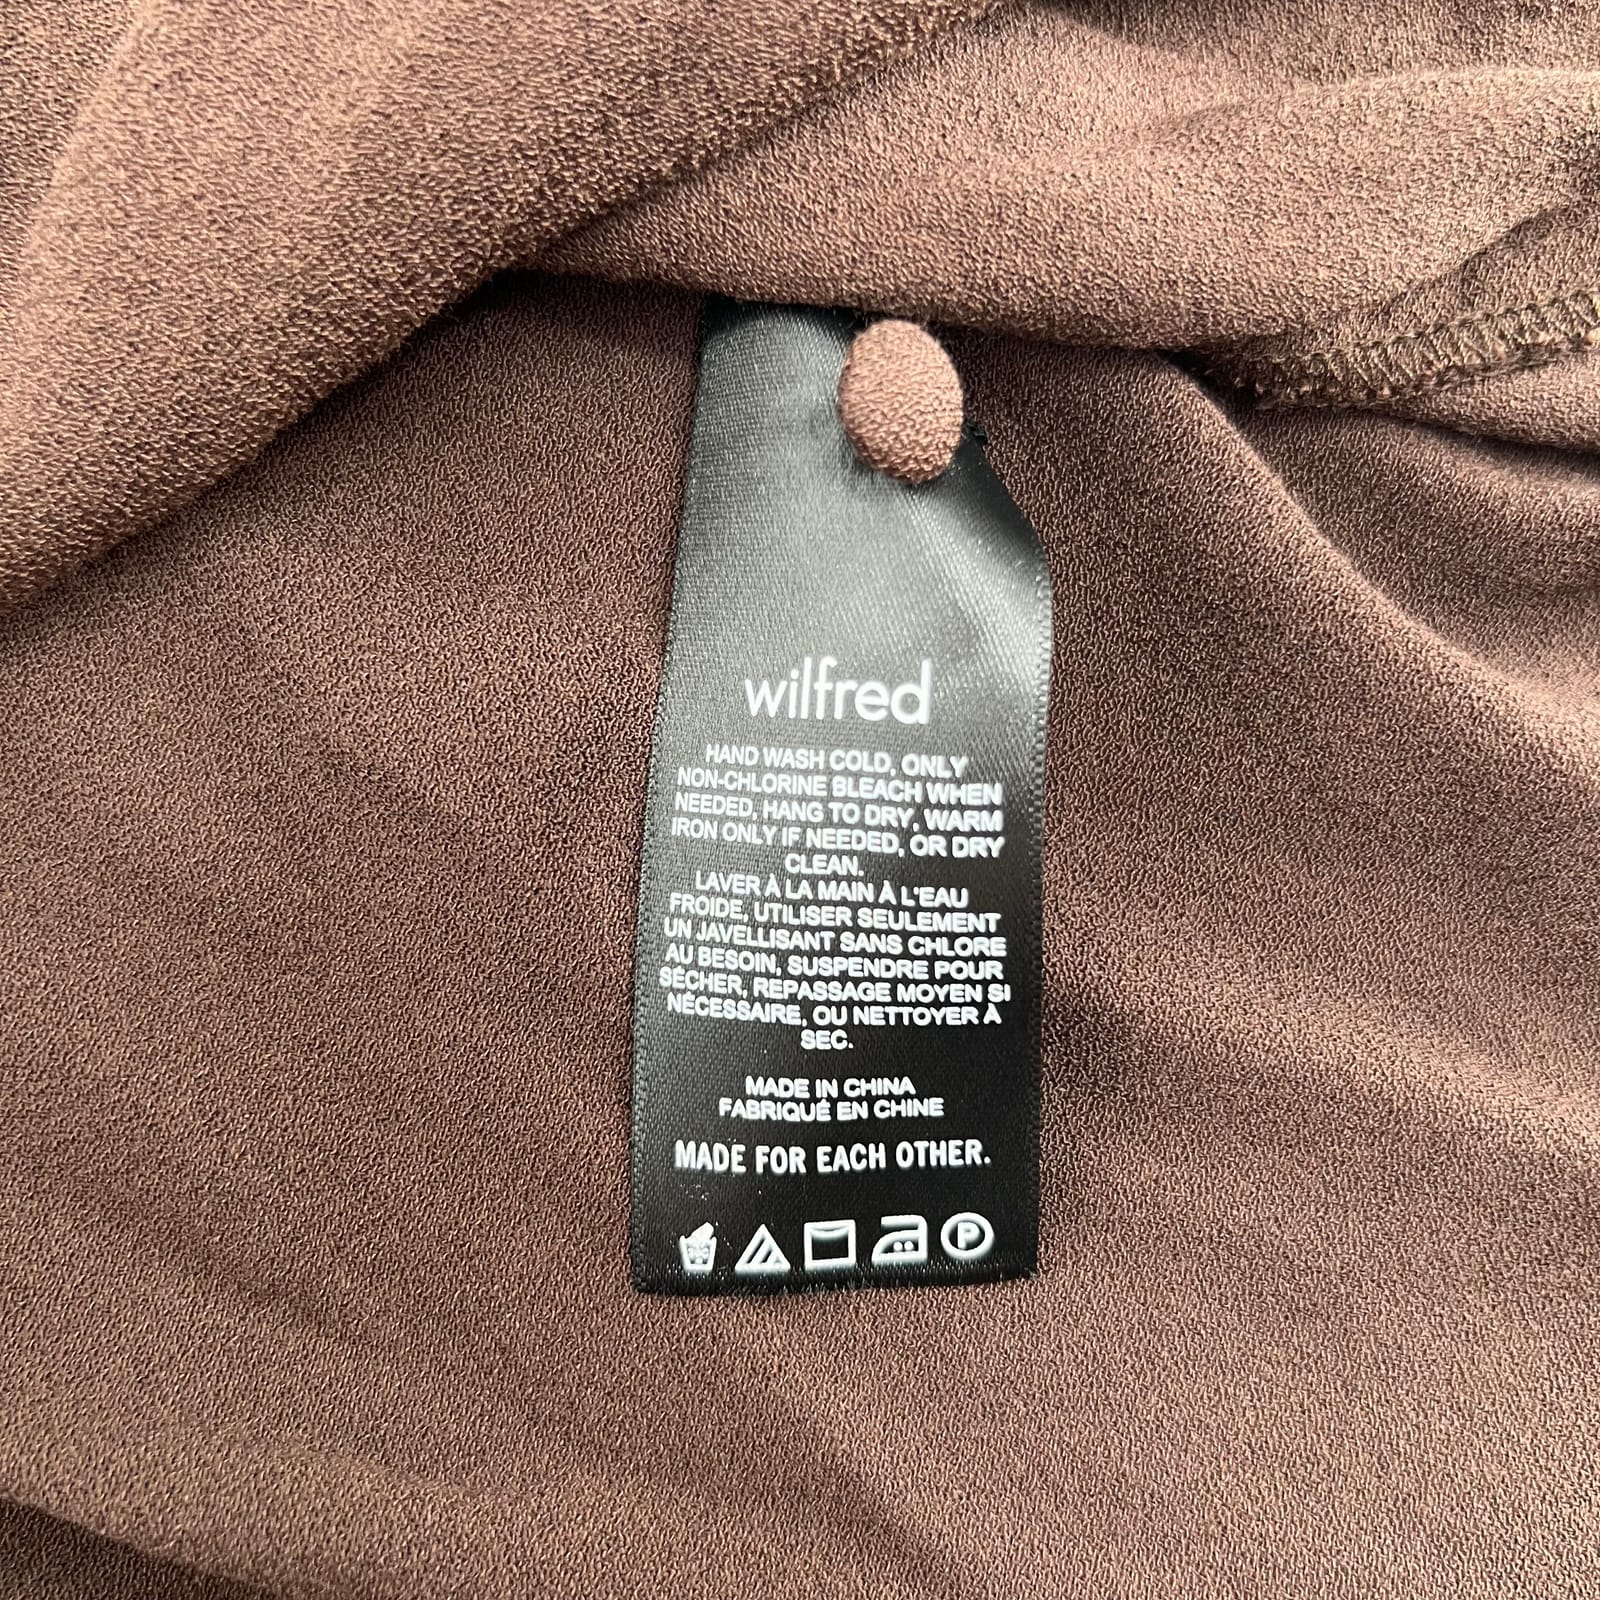 wilfred
HAND WASH COLD, ONLY
NON-CHLORINE BLEACH WHEN
NEEDED, HANG TO DRY, WARM
IRON ONLY IF NEEDED, OR DRY
CLEAN.
LAVER À LA MAIN À L'EAU
FROIDE, UTILISER SEULEMENT
UN JAVELLISANT SANS CHLORE
AU BESOIN, SUSPENDRE POUR
SÉCHER, REPASSAGE MOYEN SI
NÉCESSAIRE, OU NETTOYER À
SEC.
MADE IN CHINA
FABRIQUÉ EN CHINE
MADE FOR EACH OTHER.
P